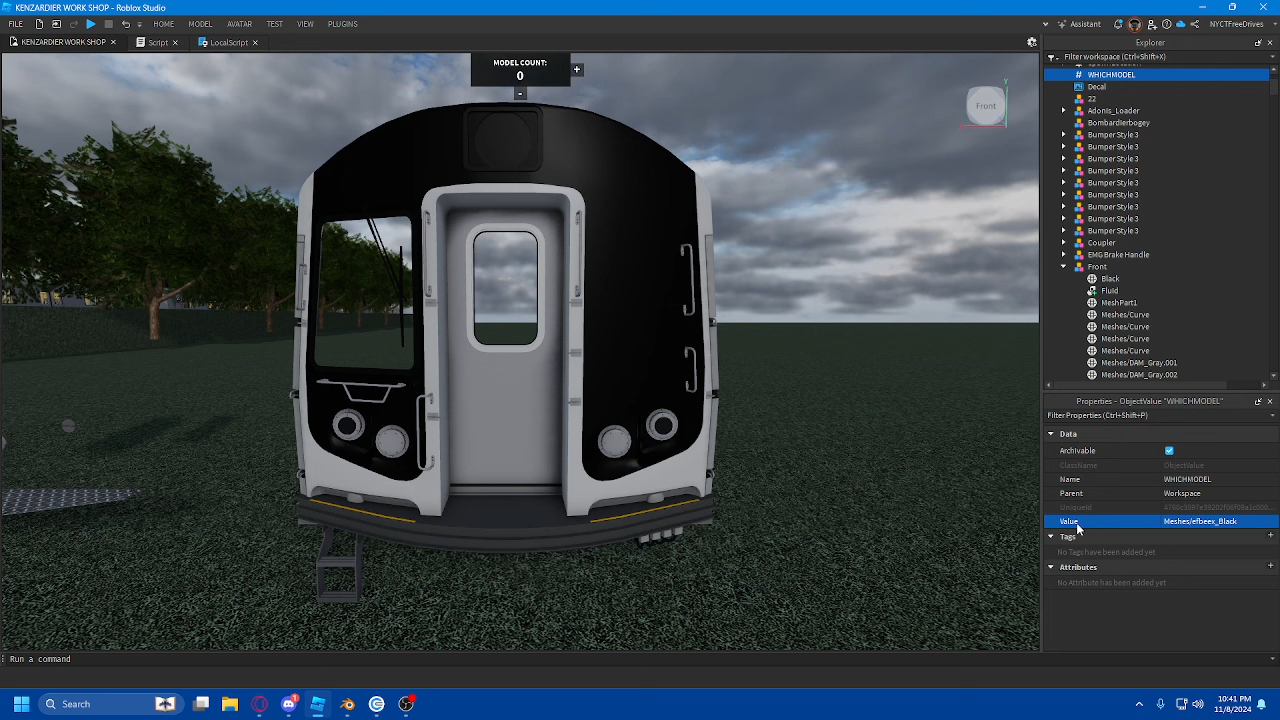 KENZARDIER WORK SHOP - Roblox Studio
FILE HOME MODEL AVATAR TEST VIEW PLUGINS Assistant NYCTFreeDrives
KENZARDIER WORK SHOP Script LocalScript
MODEL COUNT:
0
+
-
Front
Y
Explorer
Filter workspace (Ctrl+Shift+X)
WHICHMODEL
Decal
22
Adonis_Loader
Bombardierbogey
Bumper Style 3
Bumper Style 3
Bumper Style 3
Bumper Style 3
Bumper Style 3
Bumper Style 3
Bumper Style 3
Bumper Style 3
Bumper Style 3
Coupler
EMG Brake Handle
Front
Black
Fluid
MeshPart1
Meshes/Curve
Meshes/Curve
Meshes/Curve
Meshes/Curve
Meshes/DAM_Gray.001
Meshes/DAM_Gray.002
Properties - ObjectValue "WHICHMODEL"
Filter Properties (Ctrl+Shift+P)
Data
Archivable
ClassName ObjectValue
Name WHICHMODEL
Parent Workspace
UniqueId
Value Meshes/efbeex_Black
Tags
No Tags have been added yet
Attributes
No Attribute has been added yet
Run a command
Search
1
10:41 PM
11/8/2024